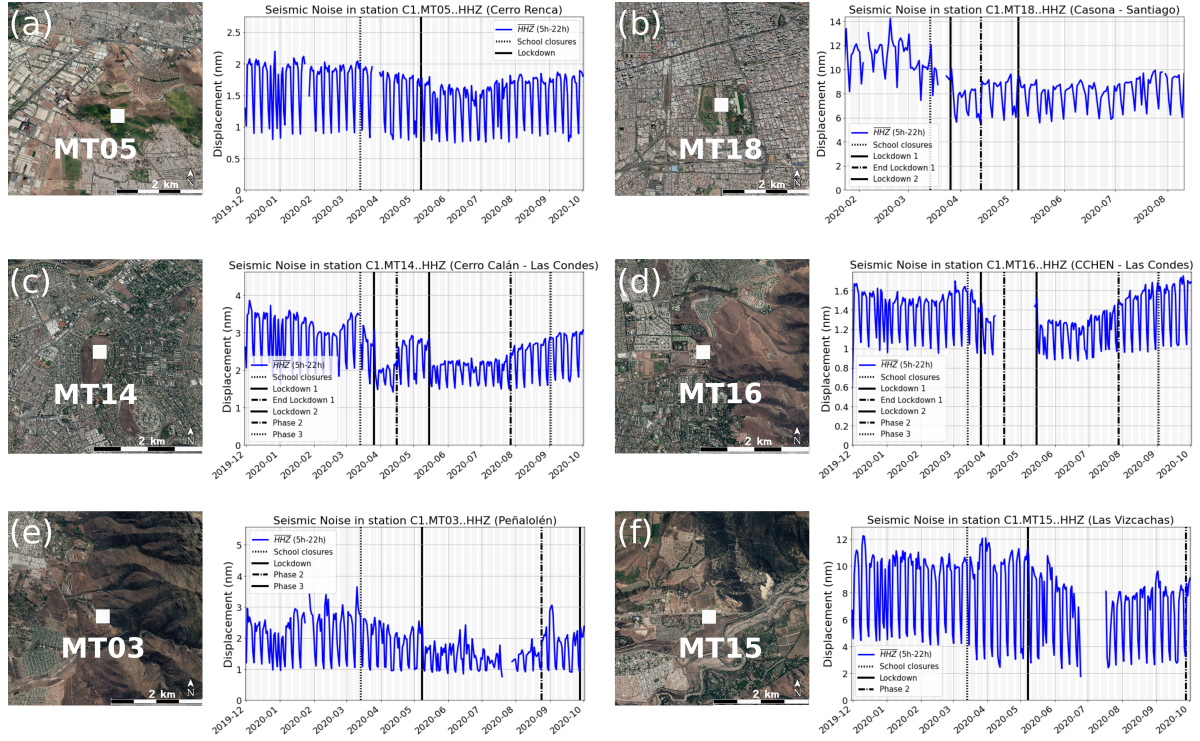 (a)
MT05
2 km
N
Seismic Noise in station C1.MT05..HHZ (Cerro Renca)
Displacement (nm)
2.5
2
1.5
1
0.5
0
HHZ (5h-22h)
School closures
Lockdown
2019-12
2020-01
2020-02
2020-03
2020-04
2020-05
2020-06
2020-07
2020-08
2020-09
2020-10
(b)
MT18
2 km
N
Seismic Noise in station C1.MT18..HHZ (Casona - Santiago)
Displacement (nm)
14
12
10
8
6
4
2
0
HHZ (5h-22h)
School closures
Lockdown 1
End Lockdown 1
Lockdown 2
2020-02
2020-03
2020-04
2020-05
2020-06
2020-07
2020-08
(c)
MT14
2 km
N
Seismic Noise in station C1.MT14..HHZ (Cerro Calán - Las Condes)
Displacement (nm)
4
3
2
1
0
HHZ (5h-22h)
School closures
Lockdown 1
End Lockdown 1
Lockdown 2
Phase 2
Phase 3
2019-12
2020-01
2020-02
2020-03
2020-04
2020-05
2020-06
2020-07
2020-08
2020-09
2020-10
(d)
MT16
2 km
N
Seismic Noise in station C1.MT16..HHZ (CCHEN - Las Condes)
Displacement (nm)
1.6
1.4
1.2
1
0.8
0.6
0.4
0.2
0
HHZ (5h-22h)
School closures
Lockdown 1
End Lockdown 1
Lockdown 2
Phase 2
Phase 3
2019-12
2020-01
2020-02
2020-03
2020-04
2020-05
2020-06
2020-07
2020-08
2020-09
2020-10
(e)
MT03
2 km
N
Seismic Noise in station C1.MT03..HHZ (Peñalolén)
Displacement (nm)
5
4
3
2
1
0
HHZ (5h-22h)
School closures
Lockdown
Phase 2
Phase 3
2019-12
2020-01
2020-02
2020-03
2020-04
2020-05
2020-06
2020-07
2020-08
2020-09
2020-10
(f)
MT15
2 km
N
Seismic Noise in station C1.MT15..HHZ (Las Vizcachas)
Displacement (nm)
12
10
8
6
4
2
0
HHZ (5h-22h)
School closures
Lockdown
Phase 2
2019-12
2020-01
2020-02
2020-03
2020-04
2020-05
2020-06
2020-07
2020-08
2020-09
2020-10